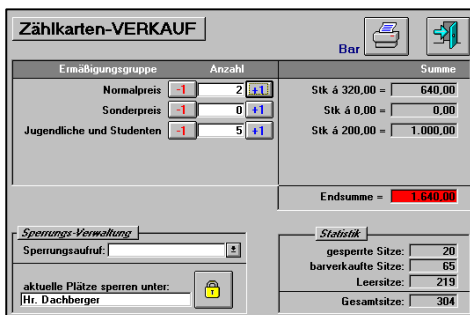 Zählkarten-VERKAUF
Bar
Ermäßigungsgruppe Anzahl Summe
Normalpreis -1 2 +1 Stk á 320,00 = 640,00
Sonderpreis -1 0 +1 Stk á 0,00 = 0,00
Jugendliche und Studenten -1 5 +1 Stk á 200,00 = 1.000,00
Endsumme = 1.640,00
Sperrungs-Verwaltung
Sperrungsaufruf:
aktuelle Plätze sperren unter:
Hr. Dachberger
Statistik
gesperrte Sitze: 20
barverkaufte Sitze: 65
Leersitze: 219
Gesamtsitze: 304